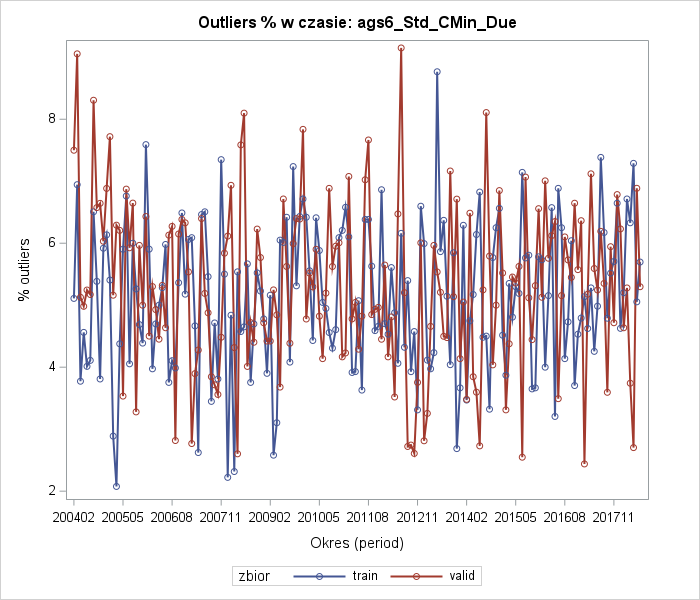 Outliers % w czasie: ags6_Std_CMin_Due
% outliers
8
6
4
2
200402 200505 200608 200711 200902 201005 201108 201211 201402 201505 201608 201711
Okres (period)
zbior train valid